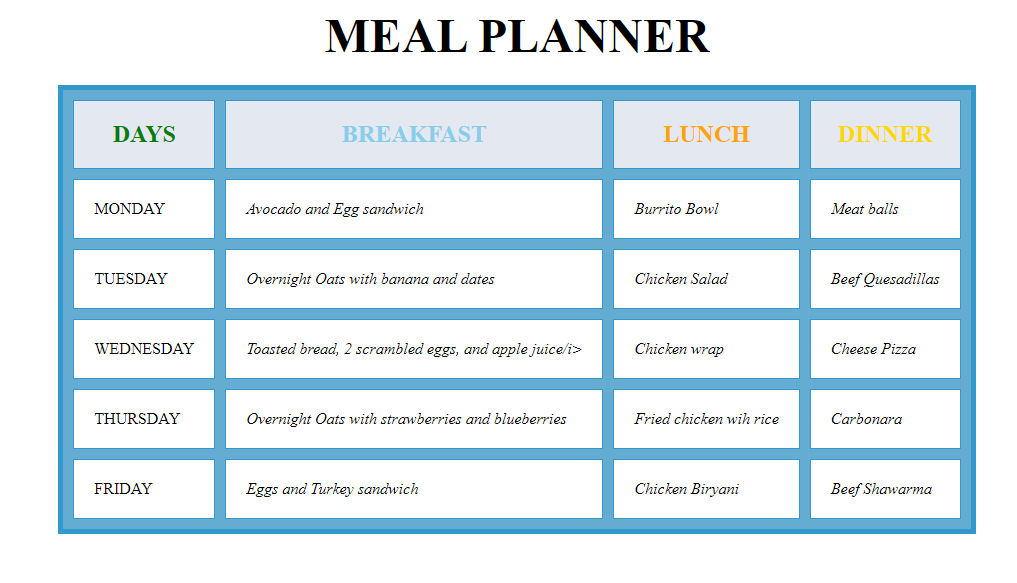 MEAL PLANNER
DAYS BREAKFAST LUNCH DINNER
MONDAY Avocado and Egg sandwich Burrito Bowl Meat balls
TUESDAY Overnight Oats with banana and dates Chicken Salad Beef Quesadillas
WEDNESDAY Toasted bread, 2 scrambled eggs, and apple juice/i> Chicken wrap Cheese Pizza
THURSDAY Overnight Oats with strawberries and blueberries Fried chicken wih rice Carbonara
FRIDAY Eggs and Turkey sandwich Chicken Biryani Beef Shawarma